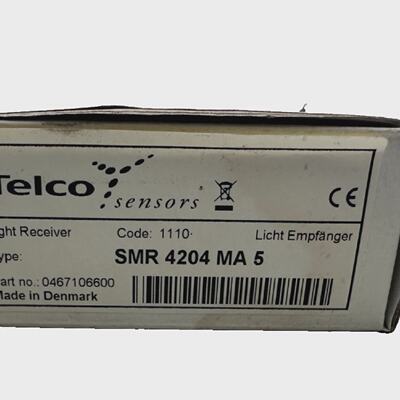 Telco
sensors
ght Receiver Code: 1110· Licht Empfänger
ype: SMR 4204 MA 5
art no.: 0467106600
Made in Denmark
CE